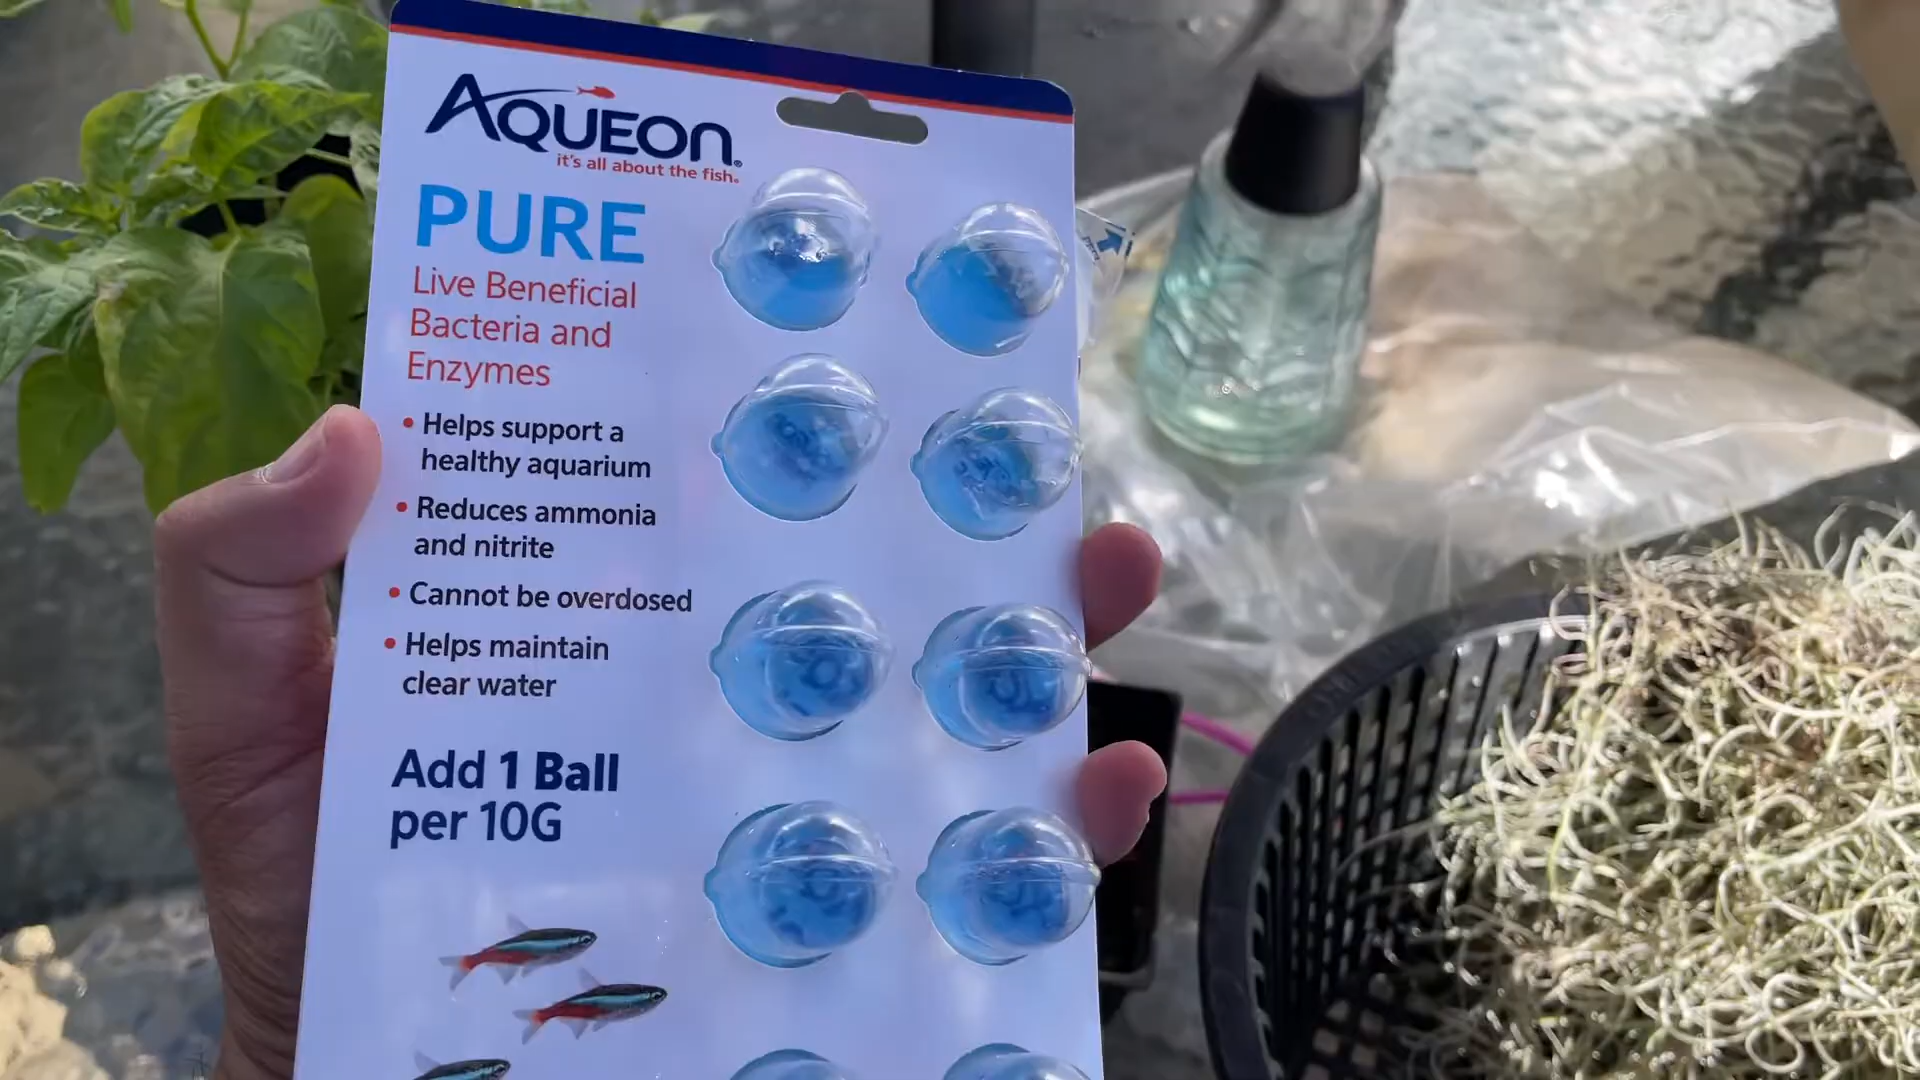 AQUEON®
it's all about the fish.
PURE
Live Beneficial
Bacteria and
Enzymes
• Helps support a
healthy aquarium
• Reduces ammonia
and nitrite
• Cannot be overdosed
• Helps maintain
clear water
Add 1 Ball
per 10G